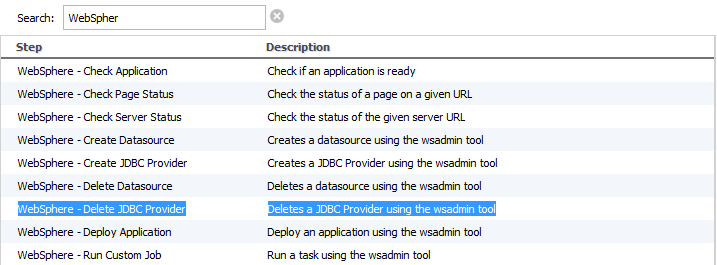 Search: WebSpher
Step Description
WebSphere - Check Application Check if an application is ready
WebSphere - Check Page Status Check the status of a page on a given URL
WebSphere - Check Server Status Check the status of the given server URL
WebSphere - Create Datasource Creates a datasource using the wsadmin tool
WebSphere - Create JDBC Provider Creates a JDBC Provider using the wsadmin tool
WebSphere - Delete Datasource Deletes a datasource using the wsadmin tool
WebSphere - Delete JDBC Provider Deletes a JDBC Provider using the wsadmin tool
WebSphere - Deploy Application Deploy an application using the wsadmin tool
WebSphere - Run Custom Job Run a task using the wsadmin tool